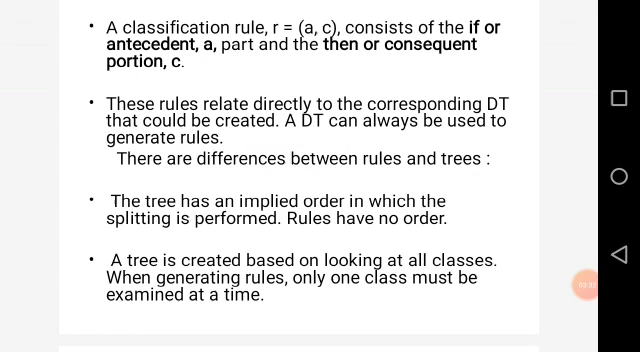 • A classification rule, r = (a, c), consists of the if or
antecedent, a, part and the then or consequent
portion, c.
• These rules relate directly to the corresponding DT
that could be created. A DT can always be used to
generate rules.
There are differences between rules and trees :
• The tree has an implied order in which the
splitting is performed. Rules have no order.
• A tree is created based on looking at all classes.
When generating rules, only one class must be
examined at a time.